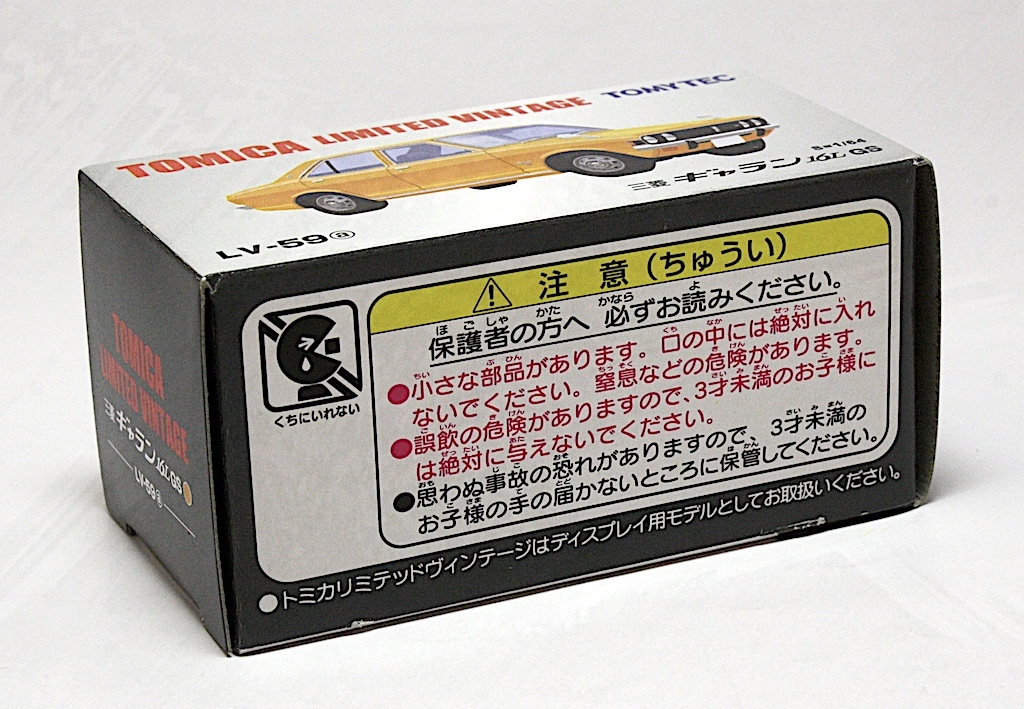 TOMICA LIMITED VINTAGE TOMYTEC
S=1/64
三菱 ギャラン 16L GS
LV-59ⓐ
TOMICA
LIMITED VINTAGE
三菱 ギャラン 16L GS
LV-59ⓐ
くちにいれない
注意(ちゅうい)
保護者の方へ 必ずお読みください。
●小さな部品があります。口の中には絶対に入れ
ないでください。窒息などの危険があります。
●誤飲の危険がありますので、3才未満のお子様に
は絶対に与えないでください。
●思わぬ事故の恐れがありますので、3才未満の
お子様の手の届かないところに保管してください。
●トミカリミテッドヴィンテージはディスプレイ用モデルとしてお取扱いください。